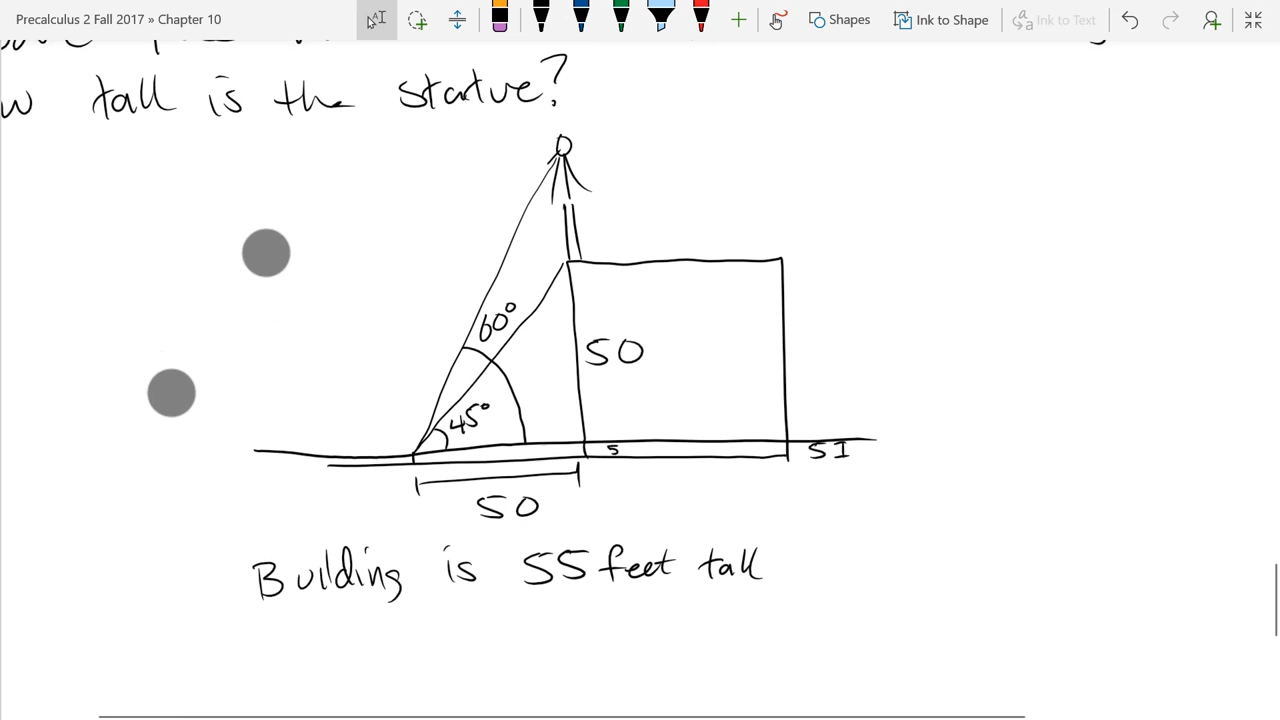 Precalculus 2 Fall 2017 » Chapter 10
Shapes
Ink to Shape
Ink to Text
tall is the statue?
60°
45°
50
5
5'
50
Building is 55 feet tall